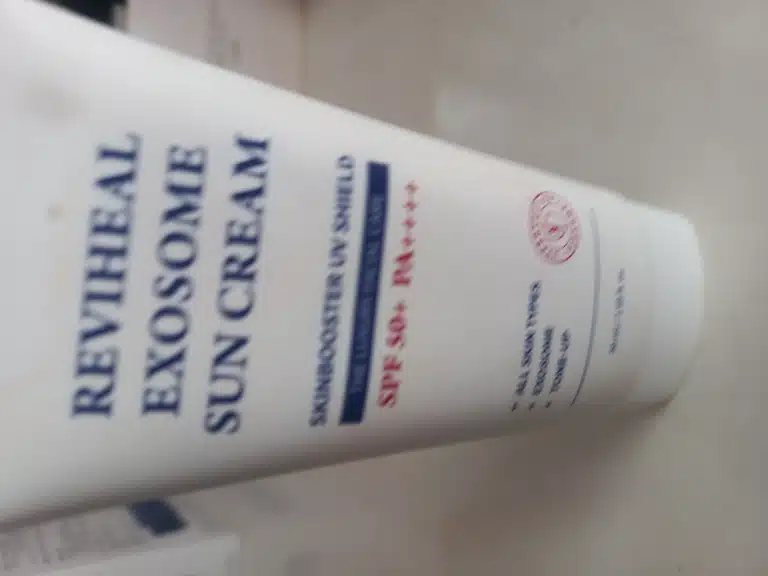 REVIHEAL
EXOSOME
SUN CREAM
SKINBOOSTER UV SHIELD
SPF 50+ PA++++
• ALL SKIN TYPES
• EXOSOME
• TONE-UP